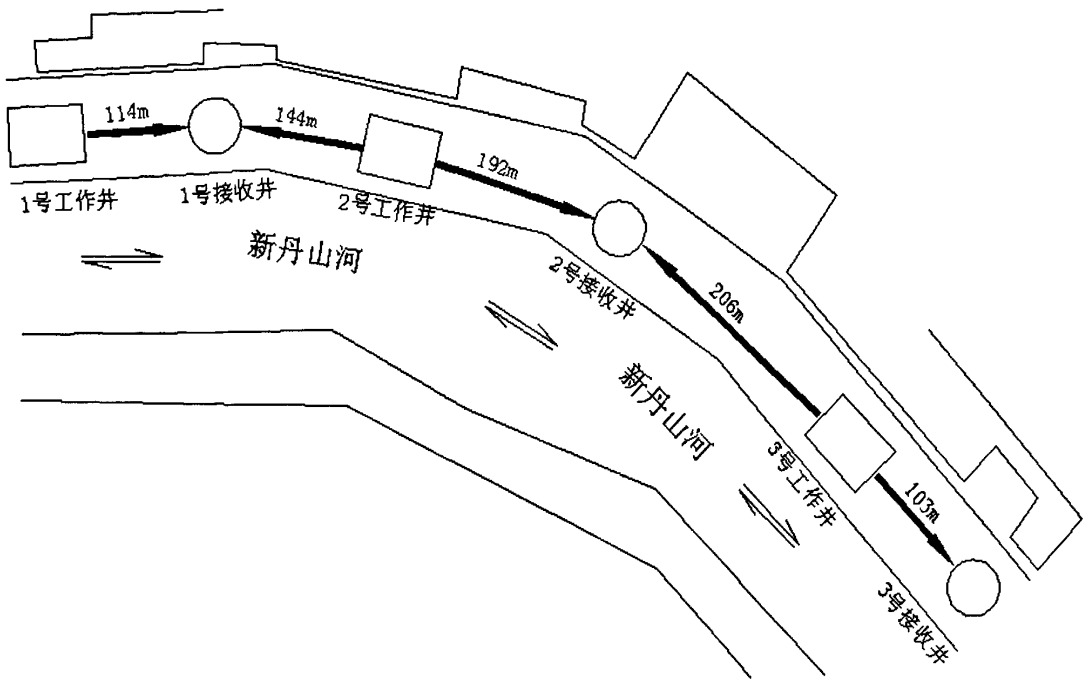 114m
144m
192m
1号工作井
1号接收井
2号工作井
新丹山河
2号接收井
206m
新丹山河
3号工作井
103m
3号接收井